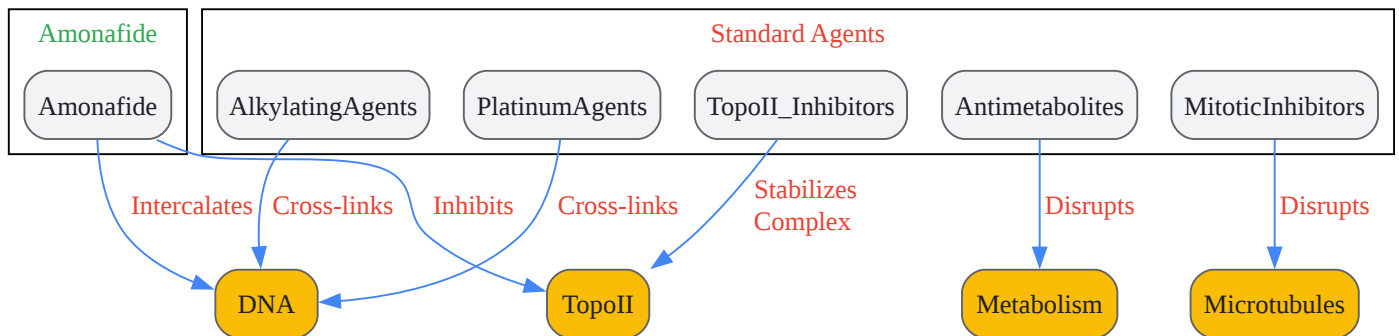 Amonafide
Standard Agents
Amonafide
AlkylatingAgents
PlatinumAgents
TopoII_Inhibitors
Antimetabolites
MitoticInhibitors
Intercalates
Cross-links
Inhibits
Cross-links
Stabilizes
Complex
Disrupts
Disrupts
DNA
TopoII
Metabolism
Microtubules